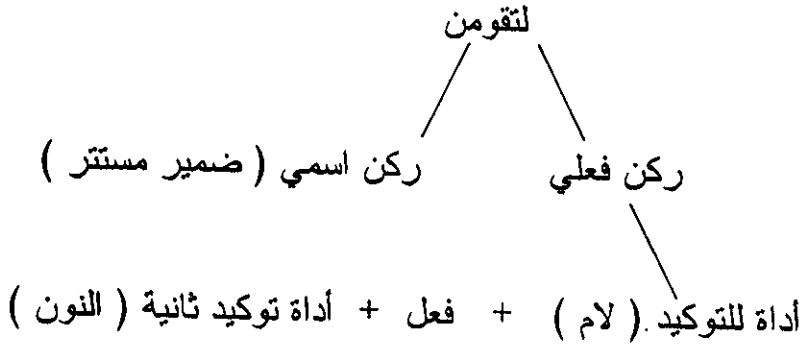 لتقومن
ركن فعلي ركن اسمي ( ضمير مستتر )
أداة للتوكيد ( لام ) + فعل + أداة توكيد ثانية ( النون )